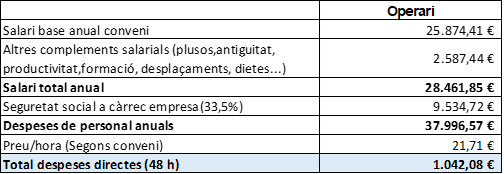 Operari
Salari base anual conveni 25.874,41 €
Altres complements salarials (plusos,antiguitat,
productivitat,formació, desplaçaments, dietes...) 2.587,44 €
Salari total anual 28.461,85 €
Seguretat social a càrrec empresa (33,5%) 9.534,72 €
Despeses de personal anuals 37.996,57 €
Preu/hora (Segons conveni) 21,71 €
Total despeses directes (48 h) 1.042,08 €